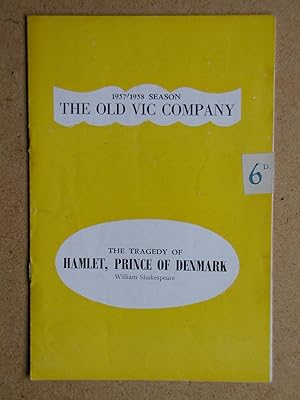 1957/1958 SEASON
THE OLD VIC COMPANY
6D.
THE TRAGEDY OF
HAMLET, PRINCE OF DENMARK
William Shakespeare